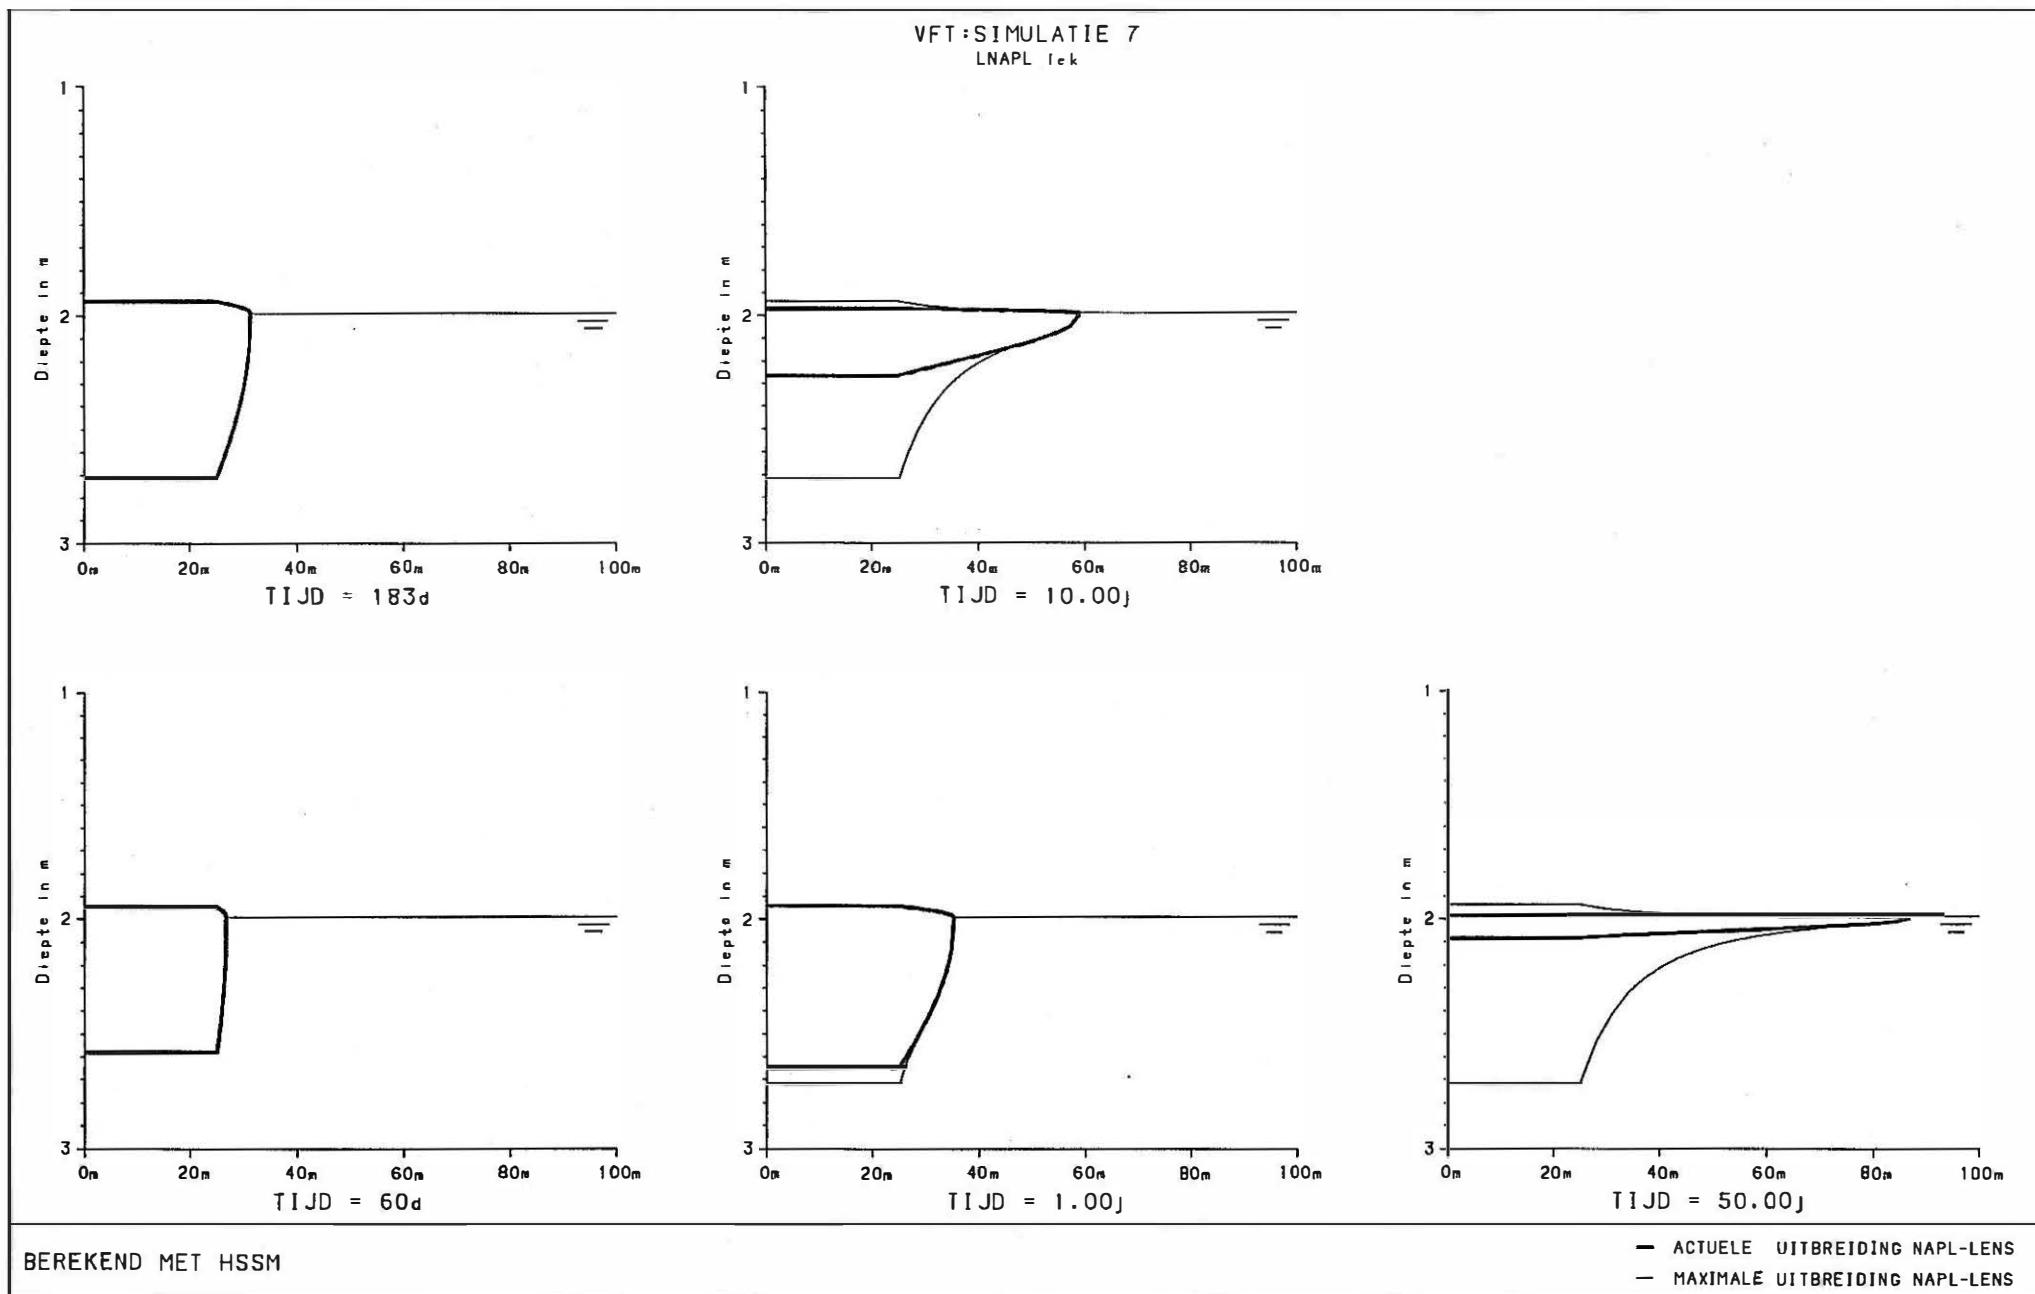 VFT:SIMULATIE 7
LNAPL lek
1
2
3
Diepte in m
0m 20m 40m 60m 80m 100m
TIJD = 183d
1
2
3
Diepte in m
0m 20m 40m 60m 80m 100m
TIJD = 10.00j
1
2
3
Diepte in m
0m 20m 40m 60m 80m 100m
TIJD = 60d
1
2
3
Diepte in m
0m 20m 40m 60m 80m 100m
TIJD = 1.00j
1
2
3
Diepte in m
0m 20m 40m 60m 80m 100m
TIJD = 50.00j
BEREKEND MET HSSM
ACTUELE UITBREIDING NAPL-LENS
MAXIMALE UITBREIDING NAPL-LENS